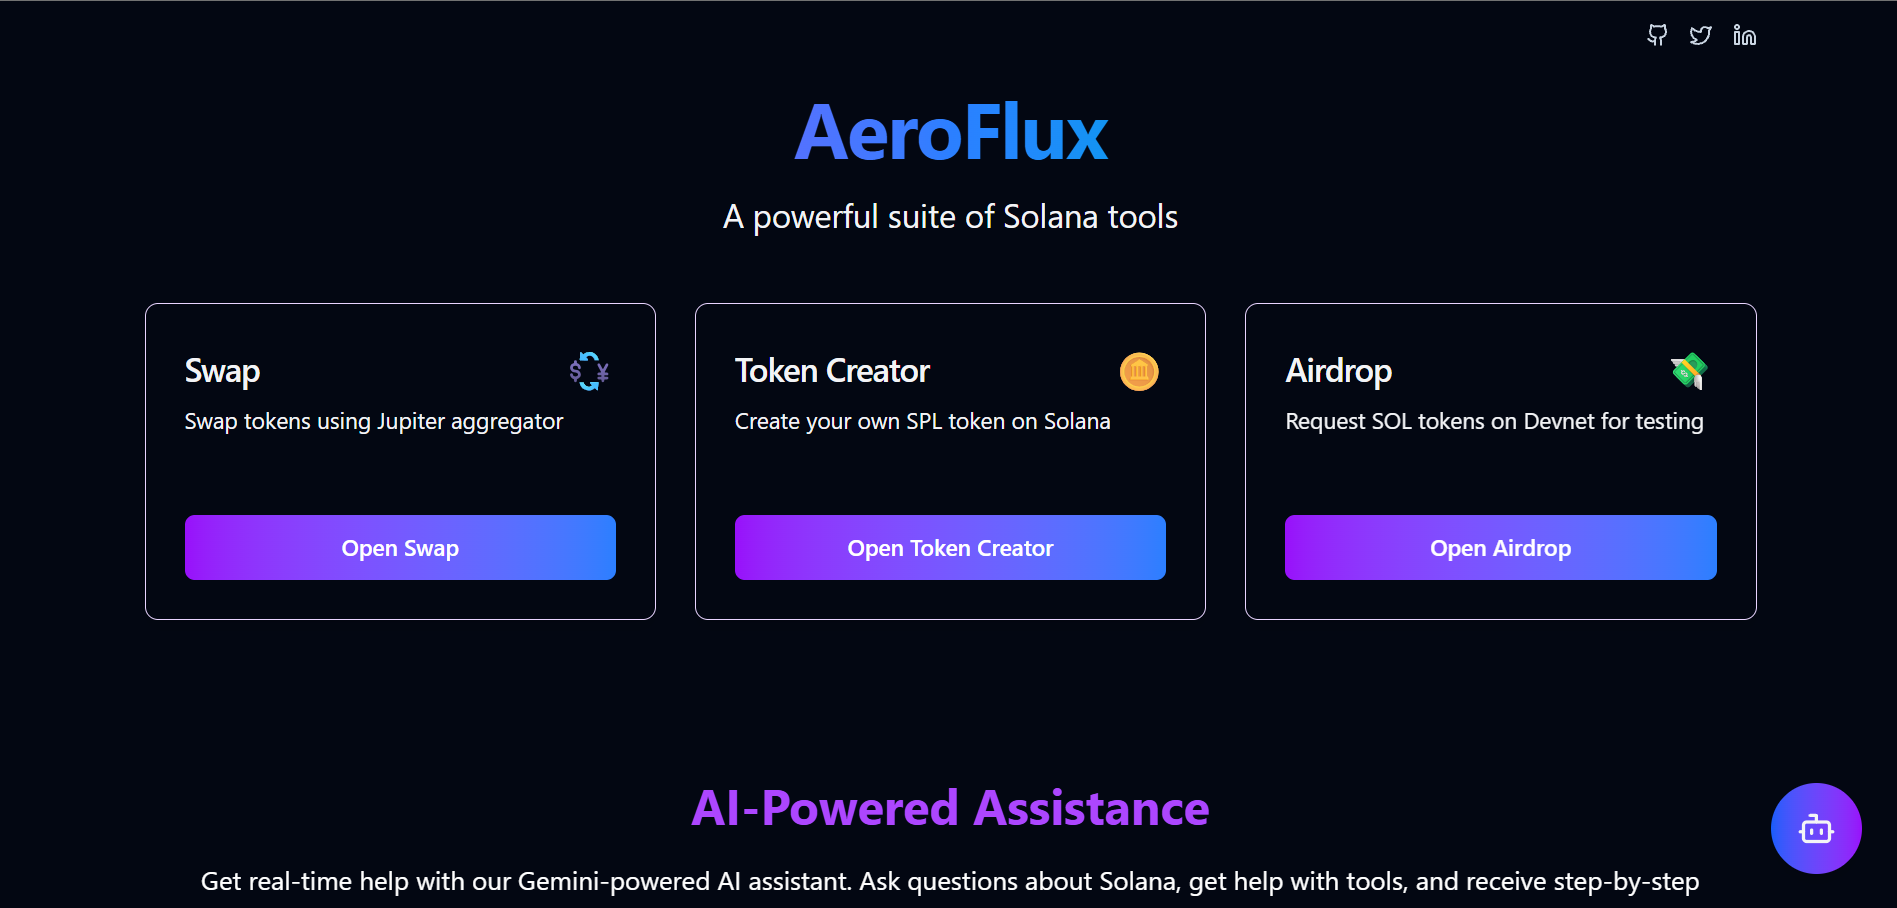 AeroFlux
A powerful suite of Solana tools
Swap
Swap tokens using Jupiter aggregator
Open Swap
Token Creator
Create your own SPL token on Solana
Open Token Creator
Airdrop
Request SOL tokens on Devnet for testing
Open Airdrop
AI-Powered Assistance
Get real-time help with our Gemini-powered AI assistant. Ask questions about Solana, get help with tools, and receive step-by-step